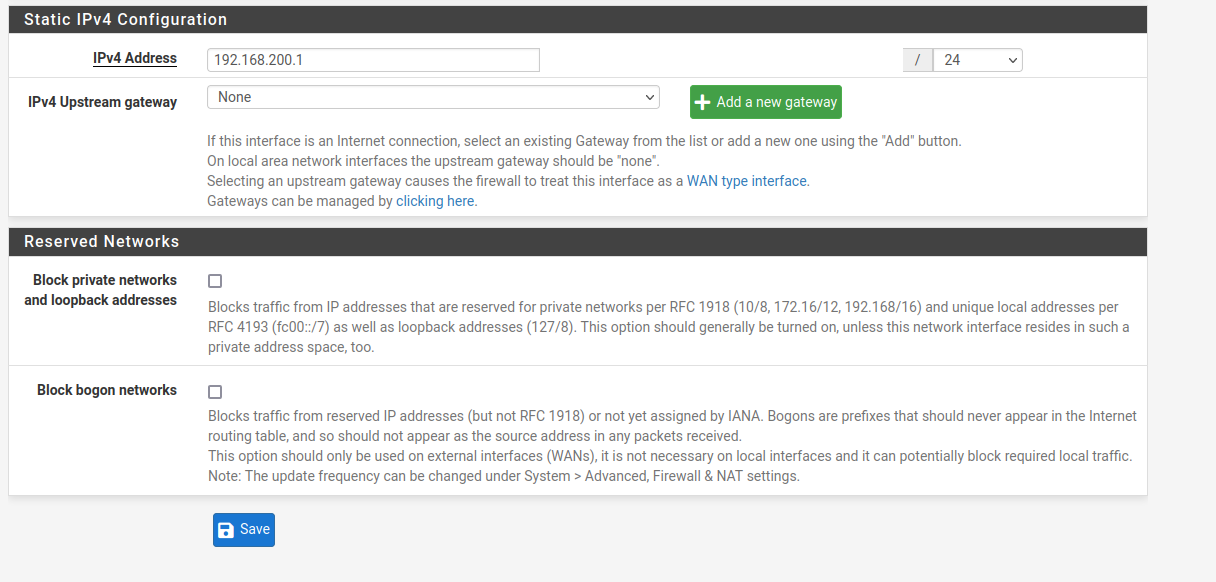 Static IPv4 Configuration
IPv4 Address
192.168.200.1
/
24
IPv4 Upstream gateway
None
Add a new gateway
If this interface is an Internet connection, select an existing Gateway from the list or add a new one using the "Add" button.
On local area network interfaces the upstream gateway should be "none".
Selecting an upstream gateway causes the firewall to treat this interface as a WAN type interface.
Gateways can be managed by clicking here.
Reserved Networks
Block private networks
and loopback addresses
Blocks traffic from IP addresses that are reserved for private networks per RFC 1918 (10/8, 172.16/12, 192.168/16) and unique local addresses per
RFC 4193 (fc00::/7) as well as loopback addresses (127/8). This option should generally be turned on, unless this network interface resides in such a
private address space, too.
Block bogon networks
Blocks traffic from reserved IP addresses (but not RFC 1918) or not yet assigned by IANA. Bogons are prefixes that should never appear in the Internet
routing table, and so should not appear as the source address in any packets received.
This option should only be used on external interfaces (WANs), it is not necessary on local interfaces and it can potentially block required local traffic.
Note: The update frequency can be changed under System > Advanced, Firewall & NAT settings.
Save